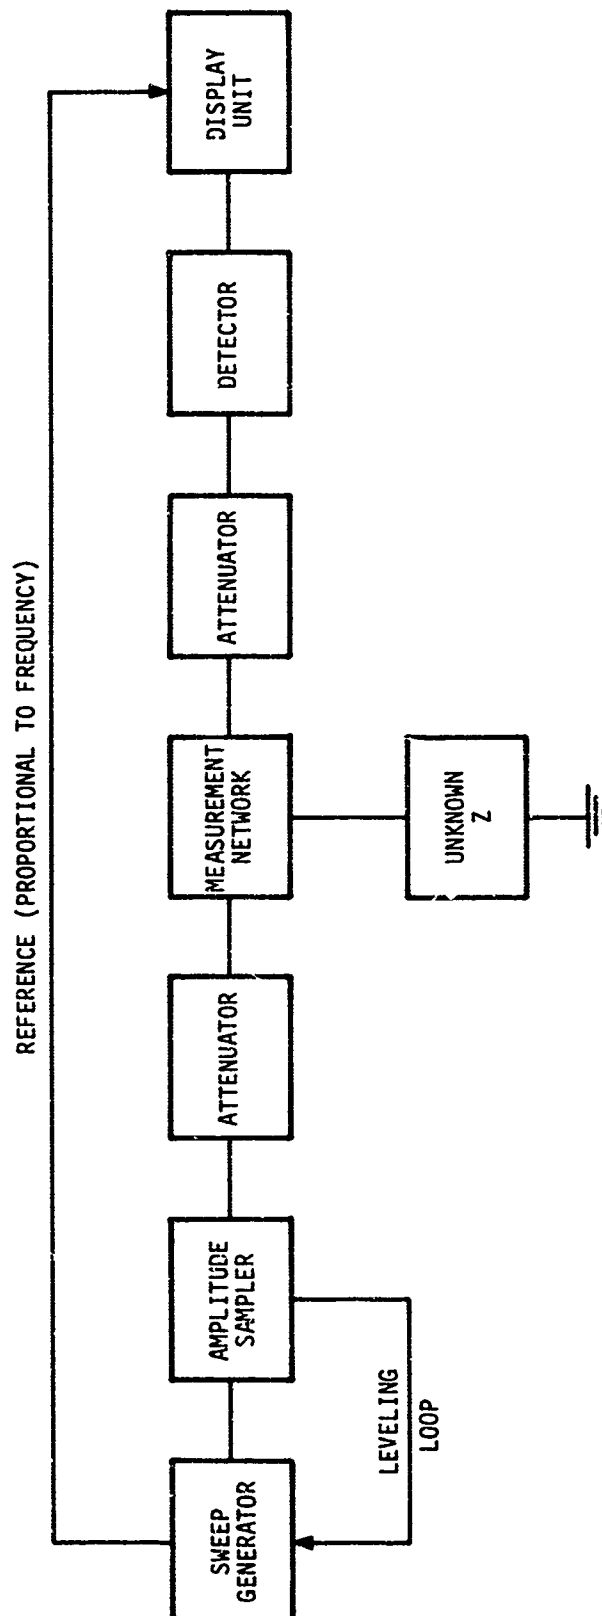 REFERENCE (PROPORTIONAL TO FREQUENCY)
SWEEP
GENERATOR
AMPLITUDE
SAMPLER
ATTENUATOR
MEASUREMENT
NETWORK
ATTENUATOR
DETECTOR
DISPLAY
UNIT
LEVELING
LOOP
UNKNOWN
Z